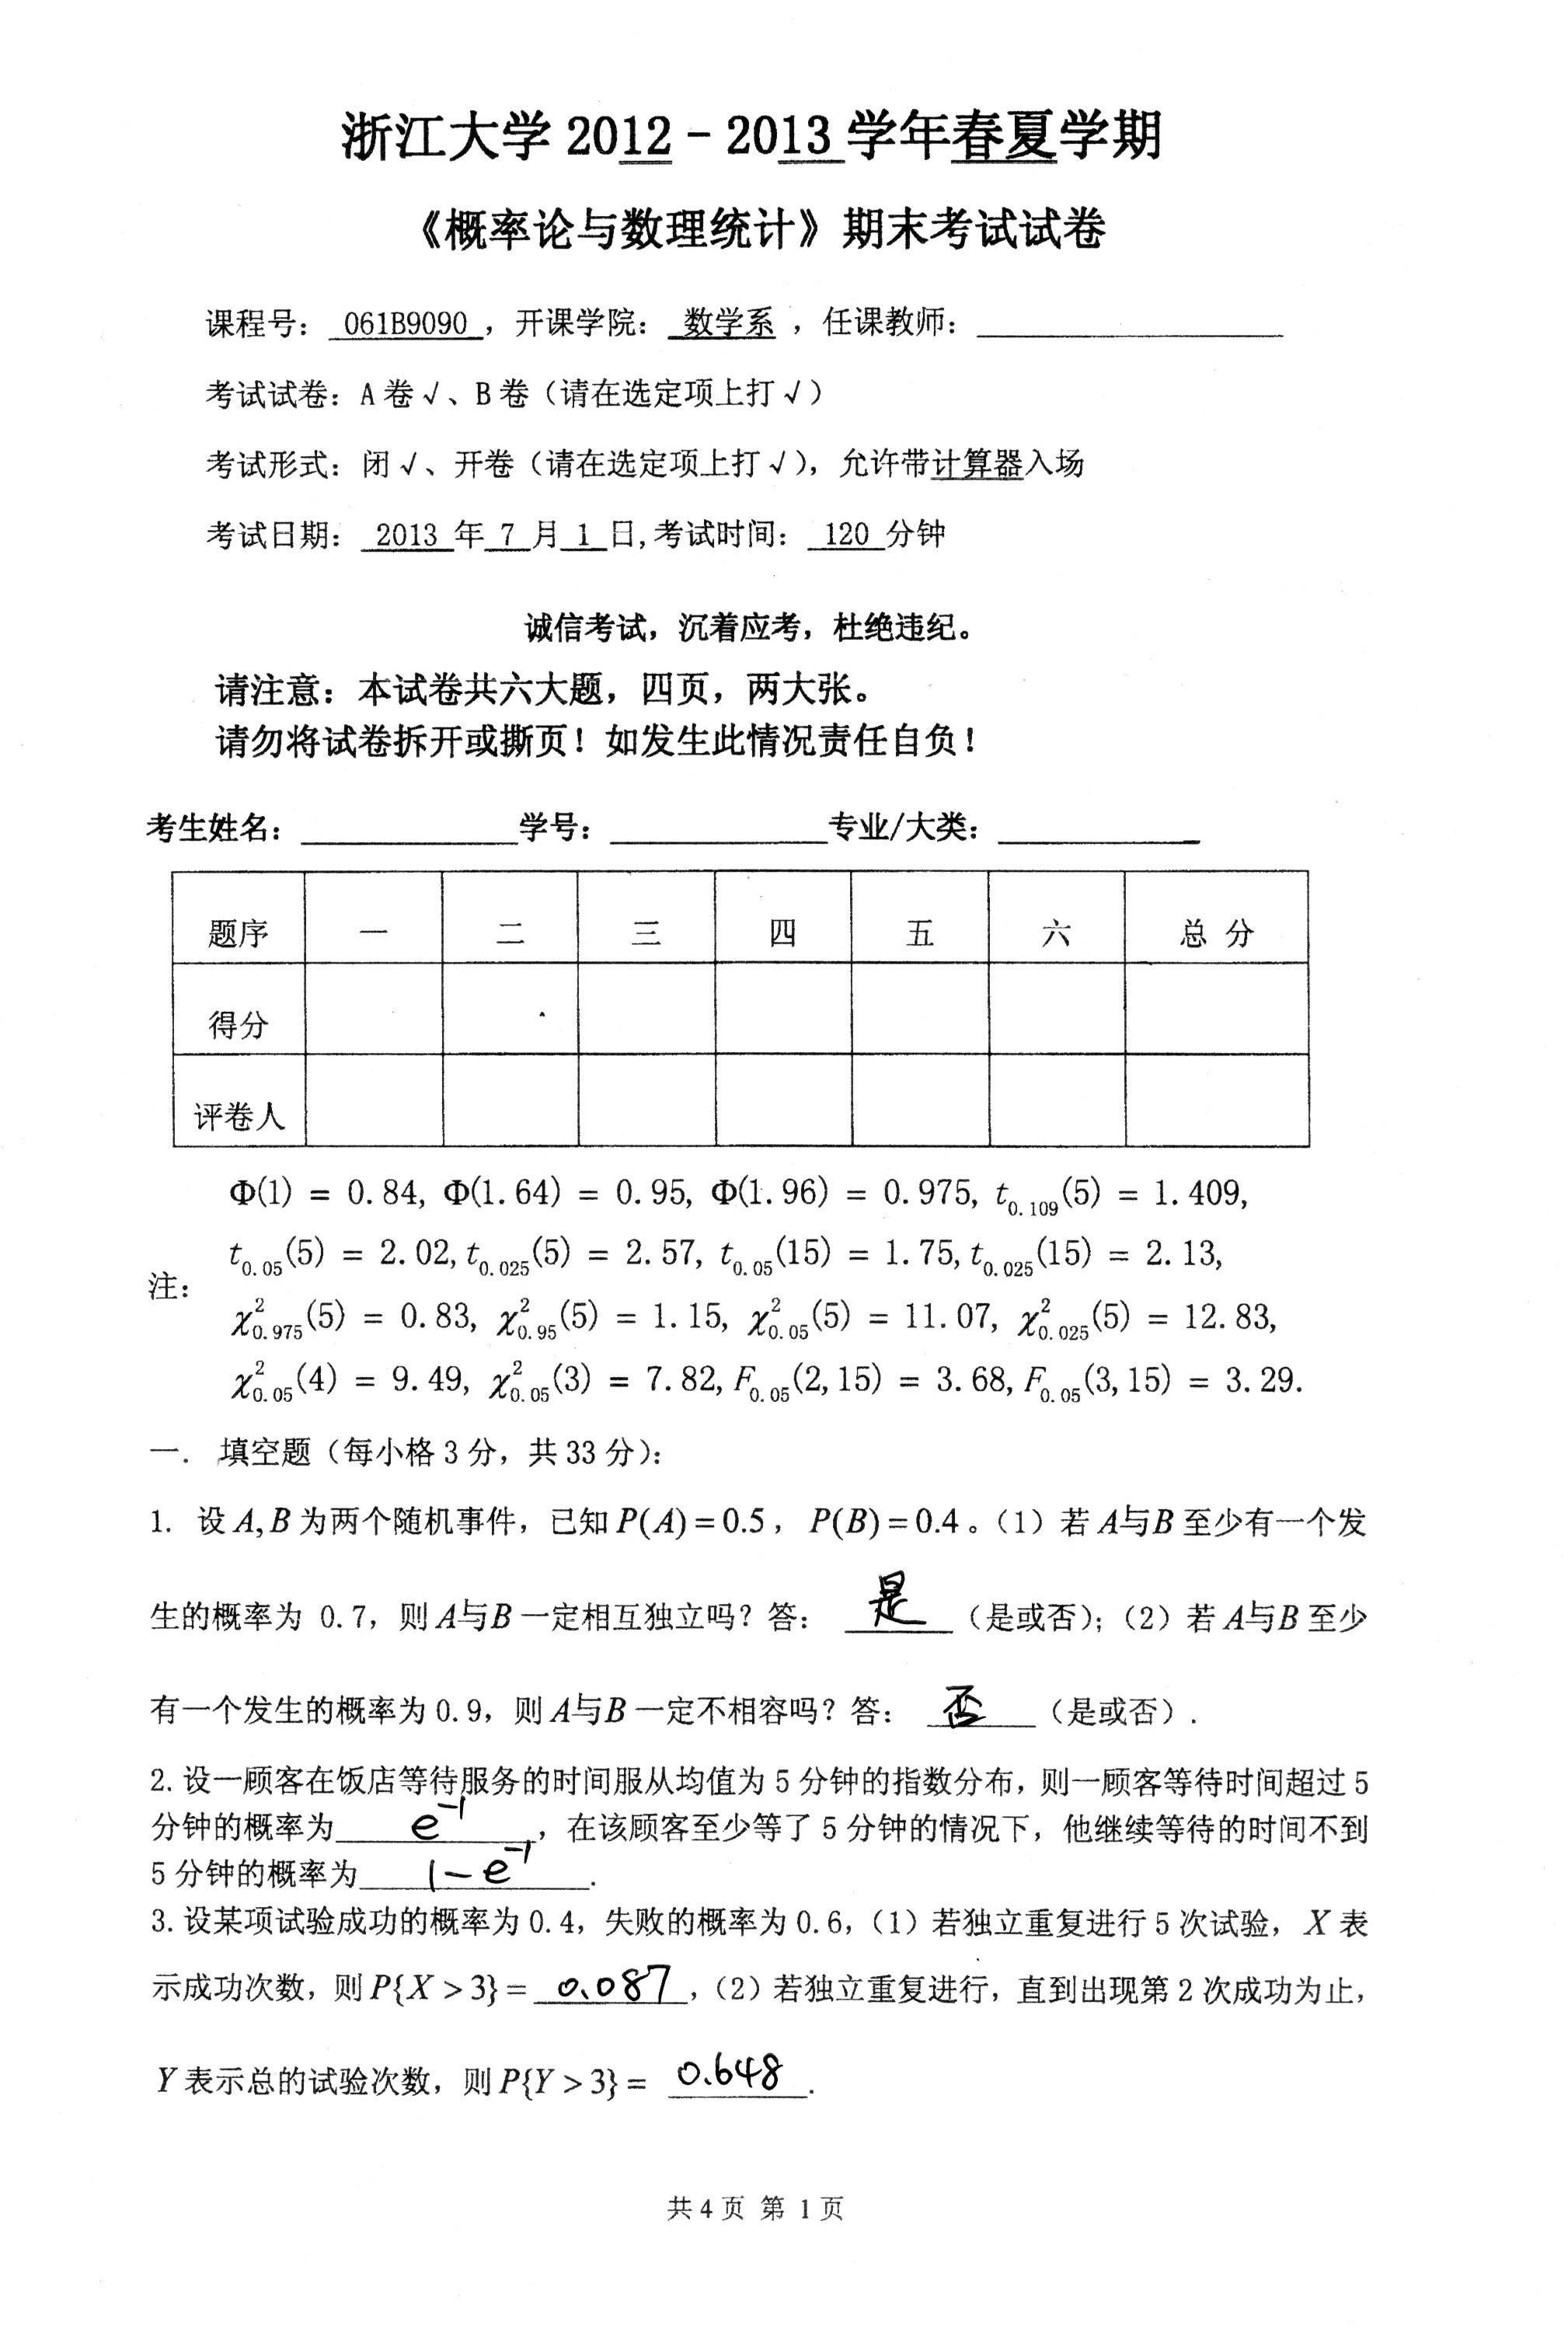 浙江大学 2012 - 2013 学年春夏学期
《概率论与数理统计》期末考试试卷
课程号： 061B9090 ，开课学院： 数学系 ，任课教师：
考试试卷：A 卷√、B 卷（请在选定项上打√）
考试形式：闭√、开卷（请在选定项上打√），允许带计算器入场
考试日期： 2013 年 7 月 1 日,考试时间： 120 分钟
诚信考试，沉着应考，杜绝违纪。
请注意：本试卷共六大题，四页，两大张。
请勿将试卷拆开或撕页！如发生此情况责任自负！
考生姓名： 学号： 专业/大类：
题序 一 二 三 四 五 六 总 分
得分
评卷人
Φ(1) = 0.84, Φ(1.64) = 0.95, Φ(1.96) = 0.975, t_{0.109}(5) = 1.409,
t_{0.05}(5) = 2.02, t_{0.025}(5) = 2.57, t_{0.05}(15) = 1.75, t_{0.025}(15) = 2.13,
注：
χ²_{0.975}(5) = 0.83, χ²_{0.95}(5) = 1.15, χ²_{0.05}(5) = 11.07, χ²_{0.025}(5) = 12.83,
χ²_{0.05}(4) = 9.49, χ²_{0.05}(3) = 7.82, F_{0.05}(2,15) = 3.68, F_{0.05}(3,15) = 3.29.
一． 填空题（每小格 3 分，共 33 分）：
1. 设 A,B 为两个随机事件，已知 P(A)=0.5， P(B)=0.4。（1）若 A与B 至少有一个发
生的概率为 0.7，则 A与B 一定相互独立吗？答： 是 （是或否）；（2）若 A与B 至少
有一个发生的概率为 0.9，则 A与B 一定不相容吗？答： 否 （是或否）.
2. 设一顾客在饭店等待服务的时间服从均值为 5 分钟的指数分布，则一顾客等待时间超过 5
分钟的概率为 e⁻¹ ，在该顾客至少等了 5 分钟的情况下，他继续等待的时间不到
5 分钟的概率为 1-e⁻¹ .
3. 设某项试验成功的概率为 0.4，失败的概率为 0.6，（1）若独立重复进行 5 次试验，X 表
示成功次数，则 P{X > 3} = 0.087 ，（2）若独立重复进行，直到出现第 2 次成功为止，
Y 表示总的试验次数，则 P{Y > 3} = 0.648 .
共 4 页 第 1 页